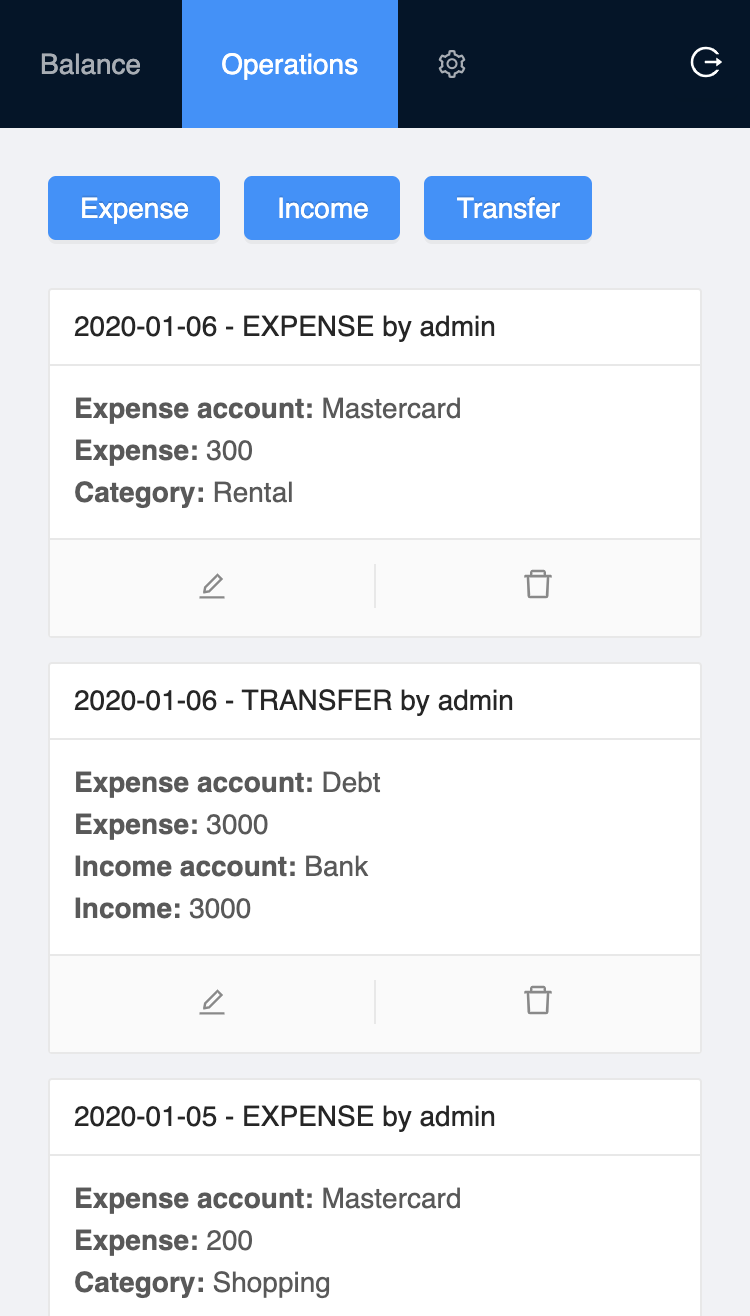 Balance
Operations
Expense
Income
Transfer
2020-01-06 - EXPENSE by admin
Expense account: Mastercard
Expense: 300
Category: Rental
2020-01-06 - TRANSFER by admin
Expense account: Debt
Expense: 3000
Income account: Bank
Income: 3000
2020-01-05 - EXPENSE by admin
Expense account: Mastercard
Expense: 200
Category: Shopping